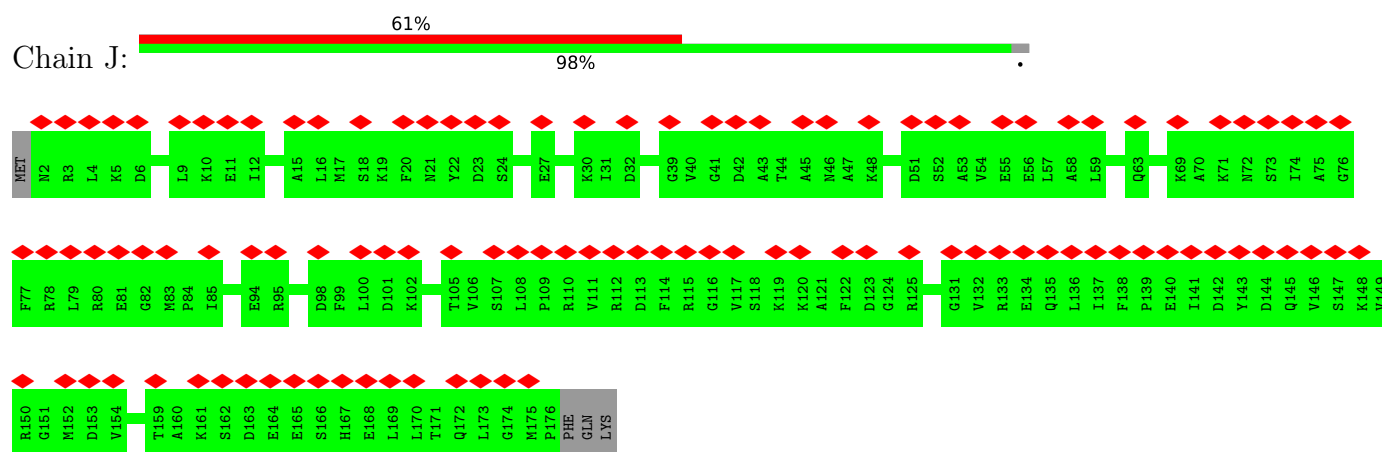 61%
Chain J:
98%
.
MET N2 R3 L4 K5 D6 L9 K10 E11 I12 A15 L16 M17 S18 K19 F20 N21 Y22 D23 S24 E27 K30 I31 D32 G39 V40 G41 D42 A43 T44 A45 N46 A47 K48 D51 S52 A53 V54 E55 E56 L57 A58 L59 Q63 K69 A70 K71 N72 S73 I74 A75 G76
F77 R78 L79 R80 E81 G82 M83 P84 I85 E94 R95 D98 F99 L100 D101 K102 T105 V106 S107 L108 P109 R110 V111 R112 D113 F114 R115 G116 V117 S118 K119 K120 A121 F122 D123 G124 R125 G131 V132 R133 E134 Q135 L136 I137 F138 P139 E140 I141 D142 Y143 D144 Q145 V146 S147 K148 V149
R150 G151 M152 D153 V154 T159 A160 K161 S162 D163 E164 E165 S166 H167 E168 L169 L170 T171 Q172 L173 G174 M175 P176 PHE GLN LYS